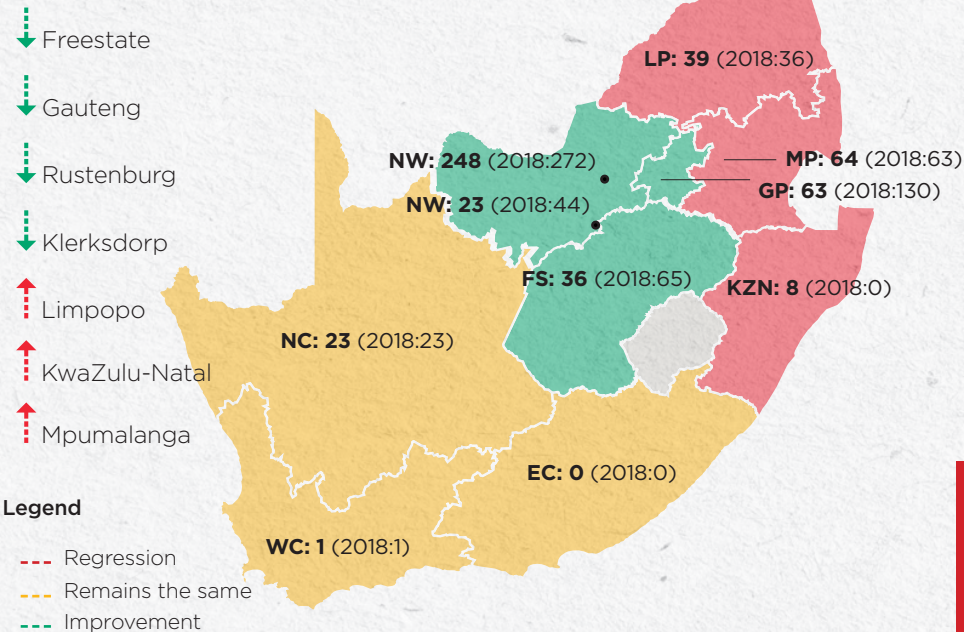 Freestate
Gauteng
Rustenburg
Klerksdorp
Limpopo
KwaZulu-Natal
Mpumalanga
LP: 39 (2018:36)
NW: 248 (2018:272)
MP: 64 (2018:63)
GP: 63 (2018:130)
NW: 23 (2018:44)
FS: 36 (2018:65)
KZN: 8 (2018:0)
NC: 23 (2018:23)
EC: 0 (2018:0)
WC: 1 (2018:1)
Legend
Regression
Remains the same
Improvement